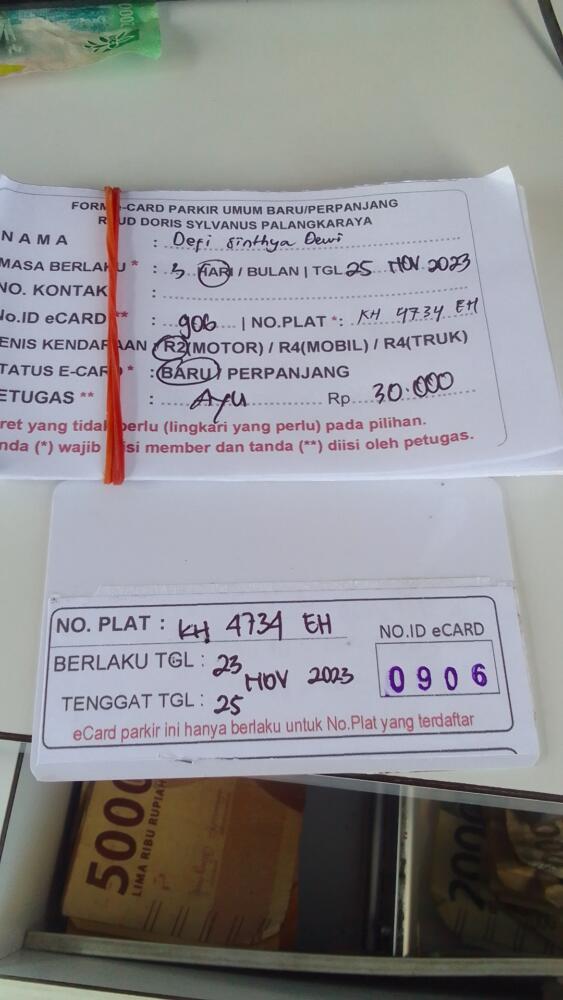 2000
FORM e-CARD PARKIR UMUM BARU/PERPANJANG
RSUD DORIS SYLVANUS PALANGKARAYA
NAMA : Defi Sinthya Dewi
MASA BERLAKU * : 3 HARI / BULAN | TGL 25 NOV 2023
NO. KONTAK :
No.ID eCARD ** : 906 | NO.PLAT *: KH 4734 EH
JENIS KENDARAAN : R2(MOTOR) / R4(MOBIL) / R4(TRUK)
STATUS E-CARD * : BARU / PERPANJANG
PETUGAS ** : Ayu Rp 30.000
ret yang tidak perlu (lingkari yang perlu) pada pilihan.
nda (*) wajib diisi member dan tanda (**) diisi oleh petugas.
NO. PLAT : KH 4734 EH
NO.ID eCARD
BERLAKU TGL : 23 NOV 2023
0906
TENGGAT TGL : 25
eCard parkir ini hanya berlaku untuk No.Plat yang terdaftar
5000
LIMA RIBU RUPIAH
2000